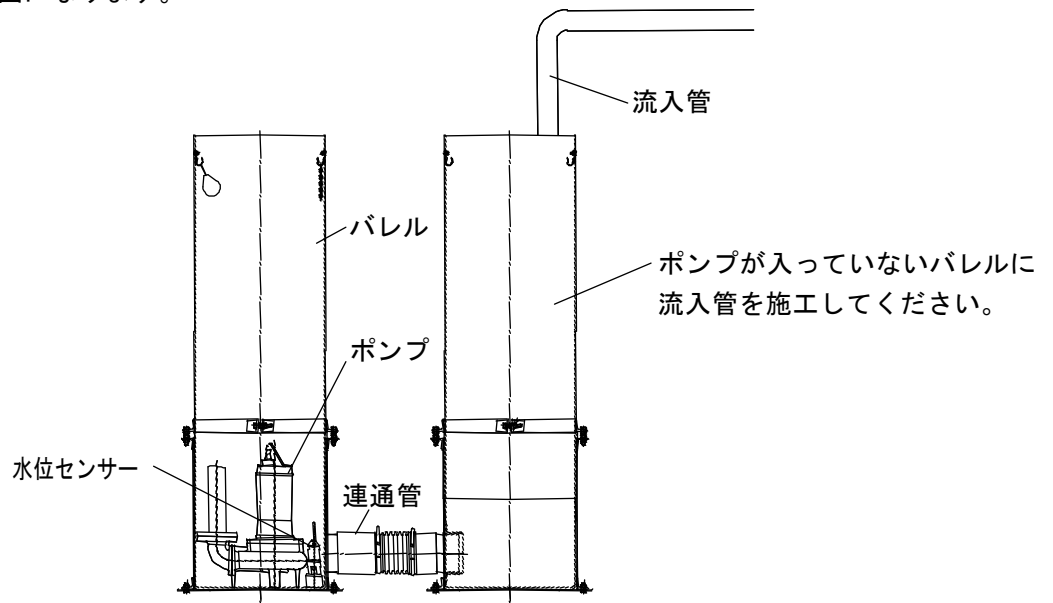 流入管
バレル
ポンプが入っていないバレルに
流入管を施工してください。
ポンプ
水位センサー
連通管